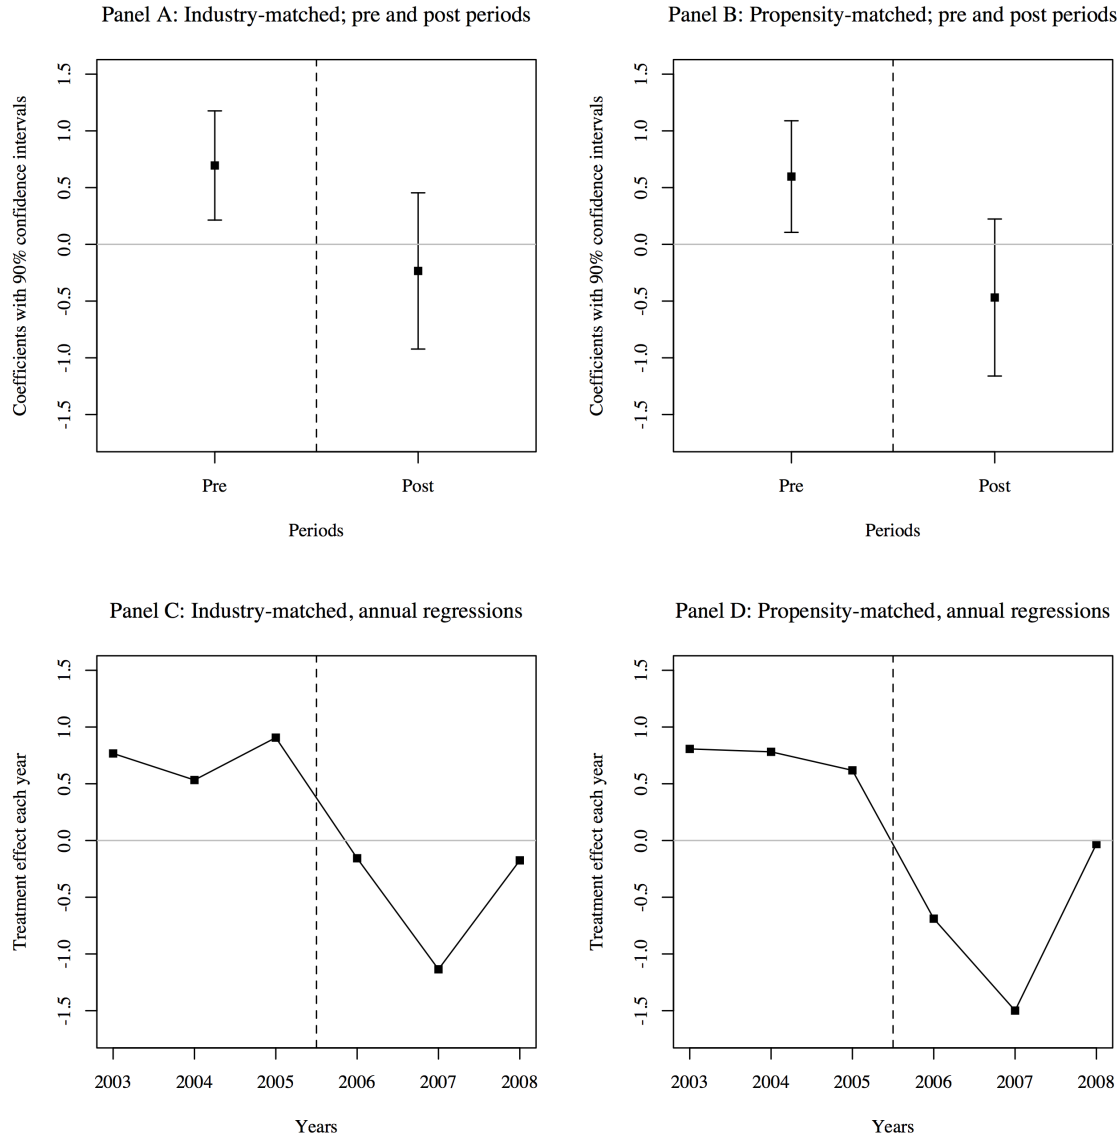 Panel A: Industry-matched; pre and post periods
Coefficients with 90% confidence intervals
1.5
1.0
0.5
0.0
-0.5
-1.0
-1.5
Pre
Post
Periods
Panel B: Propensity-matched; pre and post periods
Coefficients with 90% confidence intervals
1.5
1.0
0.5
0.0
-0.5
-1.0
-1.5
Pre
Post
Periods
Panel C: Industry-matched, annual regressions
Treatment effect each year
1.5
1.0
0.5
0.0
-0.5
-1.0
-1.5
2003
2004
2005
2006
2007
2008
Years
Panel D: Propensity-matched, annual regressions
Treatment effect each year
1.5
1.0
0.5
0.0
-0.5
-1.0
-1.5
2003
2004
2005
2006
2007
2008
Years